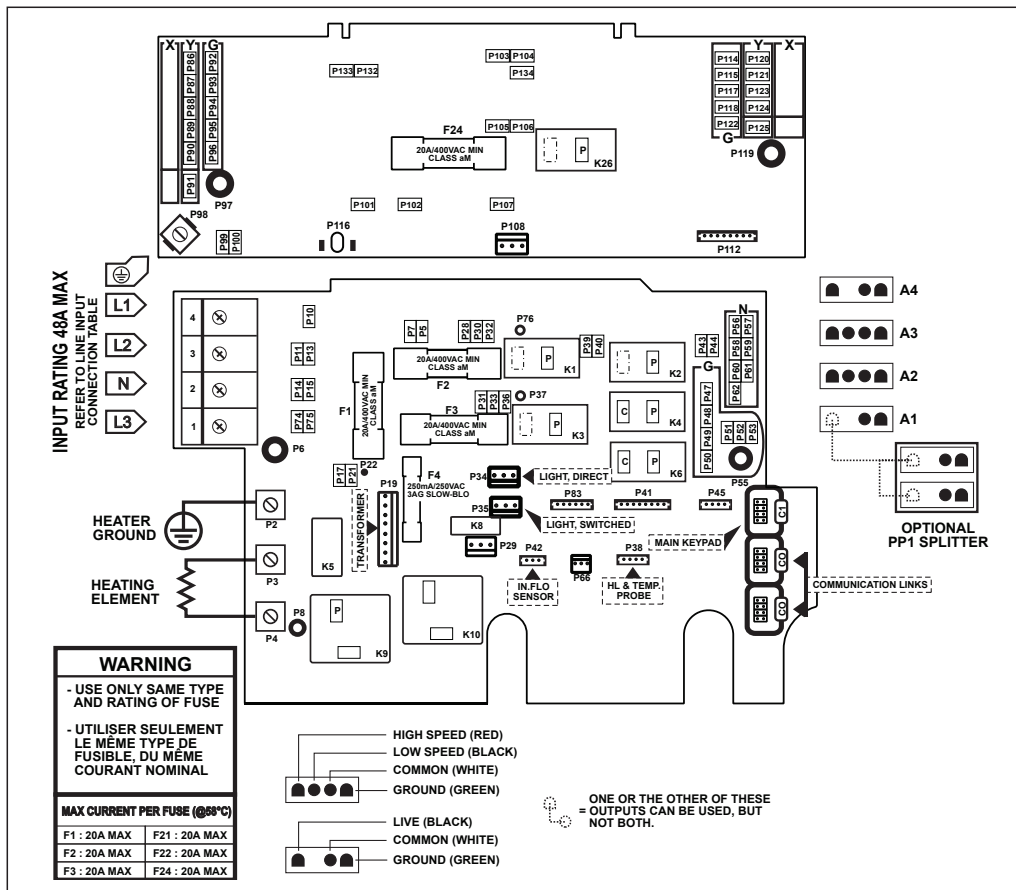 X Y G
P86
P87
P88
P89
P90
P91
P92
P93
P94
P95
P96
P97
P98
P99
P100
P133 P132
P103 P104
P134
P105 P106
F24
20A/400VAC MIN
CLASS aM
P
K26
P101
P102
P107
P116
P108
P112
Y X
P114
P115
P117
P118
P122
G
P120
P121
P123
P124
P125
P119
INPUT RATING 48A MAX
REFER TO LINE INPUT
CONNECTION TABLE
L1
L2
N
L3
4
3
2
1
P10
P11
P13
P14
P15
P74
P75
P6
P7
P5
P28
P30
P32
P76
20A/400VAC MIN
CLASS aM
F2
F1
20A/400VAC MIN
CLASS aM
P31
P33
P36
F3
20A/400VAC MIN
CLASS aM
P37
P
K1
P39
P40
P
K2
P
K3
C P
K4
C P
K6
P43
P44
N
P56
P57
P58
P59
P60
P61
P62
G
P47
P48
P49
P50
P51
P52
P53
P55
P17
P21
P22
P19
TRANSFORMER
F4
250mA/250VAC
3AG SLOW-BLO
P34
LIGHT, DIRECT
P35
LIGHT, SWITCHED
K8
P29
P83
P41
P45
MAIN KEYPAD
P42
IN.FLO
SENSOR
P66
P38
HL & TEMP.
PROBE
C1
CO
CO
COMMUNICATION LINKS
A4
A3
A2
A1
OPTIONAL
PP1 SPLITTER
HEATER
GROUND
P2
HEATING
ELEMENT
P3
P4
P8
K5
P
K9
K10
WARNING
- USE ONLY SAME TYPE
AND RATING OF FUSE
- UTILISER SEULEMENT
LE MÊME TYPE DE
FUSIBLE, DU MÊME
COURANT NOMINAL
MAX CURRENT PER FUSE (@58°C)
F1 : 20A MAX F21 : 20A MAX
F2 : 20A MAX F22 : 20A MAX
F3 : 20A MAX F24 : 20A MAX
HIGH SPEED (RED)
LOW SPEED (BLACK)
COMMON (WHITE)
GROUND (GREEN)
LIVE (BLACK)
COMMON (WHITE)
GROUND (GREEN)
ONE OR THE OTHER OF THESE
= OUTPUTS CAN BE USED, BUT
NOT BOTH.